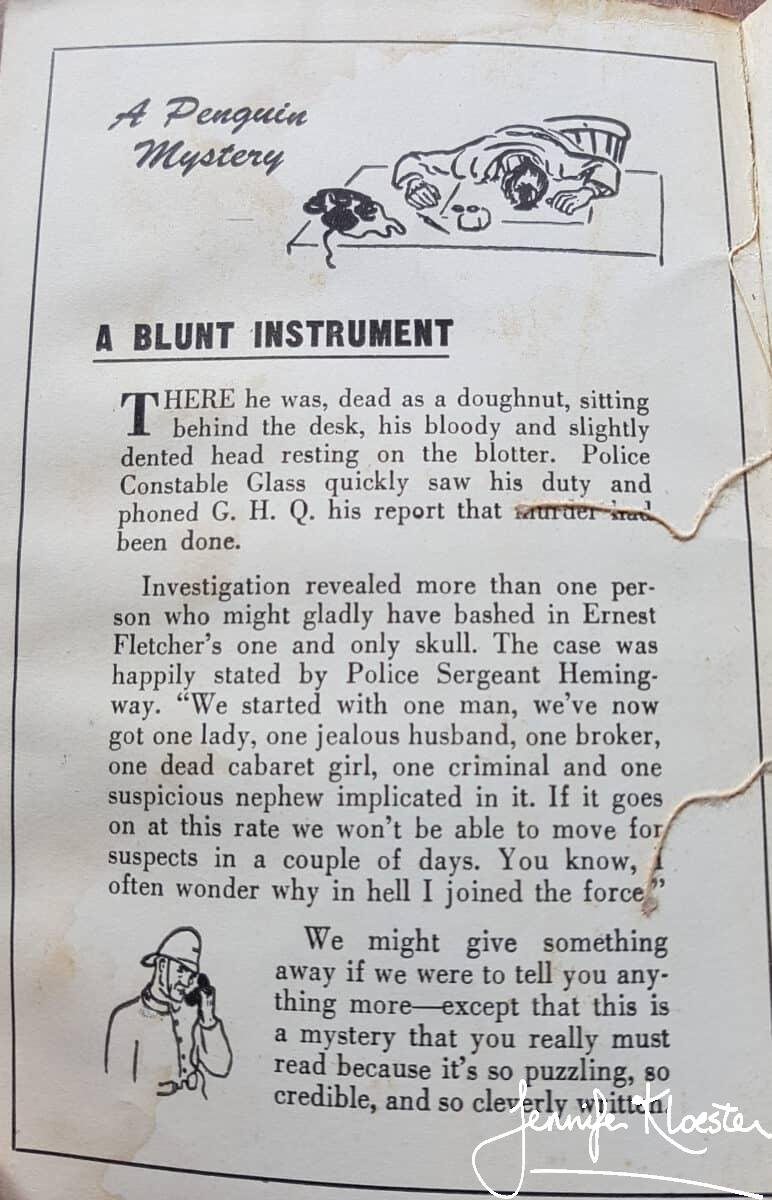 A Penguin
Mystery
A BLUNT INSTRUMENT
THERE he was, dead as a doughnut, sitting
behind the desk, his bloody and slightly
dented head resting on the blotter. Police
Constable Glass quickly saw his duty and
phoned G. H. Q. his report that murder had
been done.
Investigation revealed more than one per-
son who might gladly have bashed in Ernest
Fletcher's one and only skull. The case was
happily stated by Police Sergeant Heming-
way. “We started with one man, we've now
got one lady, one jealous husband, one broker,
one dead cabaret girl, one criminal and one
suspicious nephew implicated in it. If it goes
on at this rate we won't be able to move for
suspects in a couple of days. You know, I
often wonder why in hell I joined the force.”
We might give something
away if we were to tell you any-
thing more—except that this is
a mystery that you really must
read because it's so puzzling, so
credible, and so cleverly written.
Jennifer Kloester